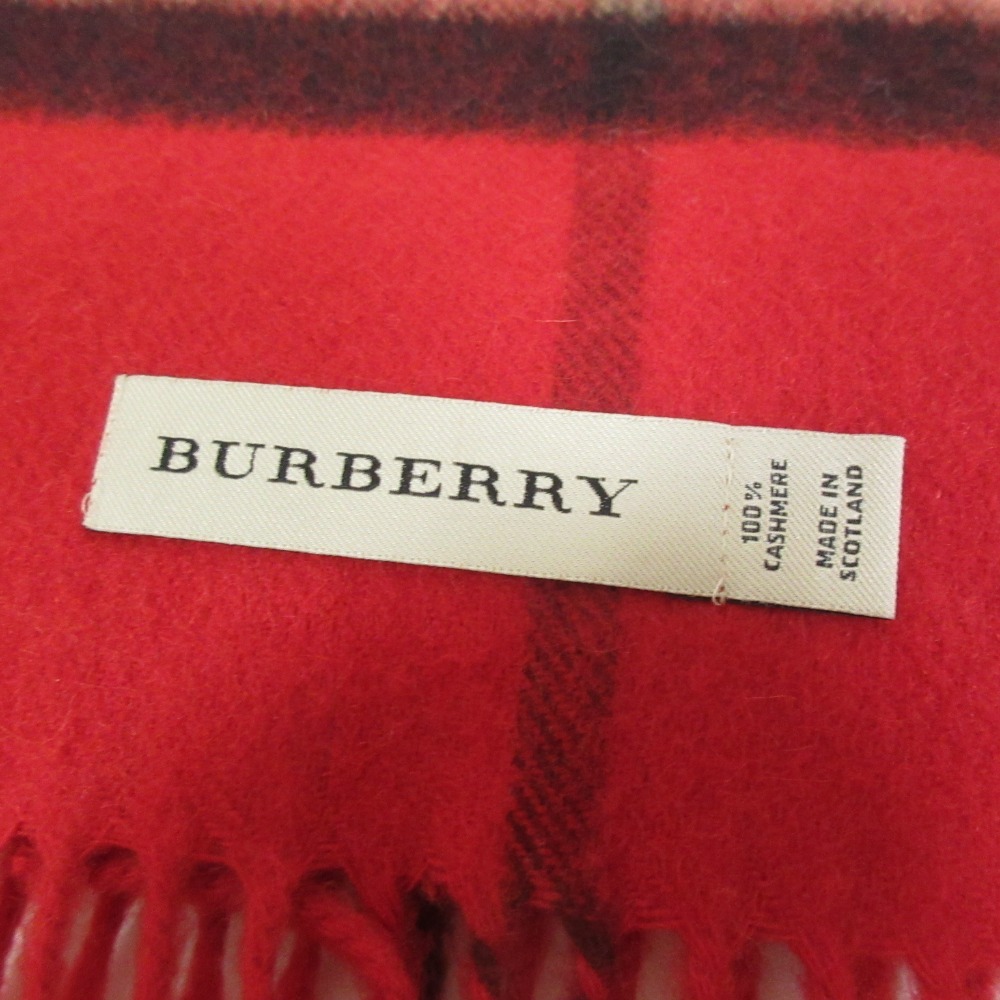 BURBERRY
100%
CASHMERE
MADE IN
SCOTLAND